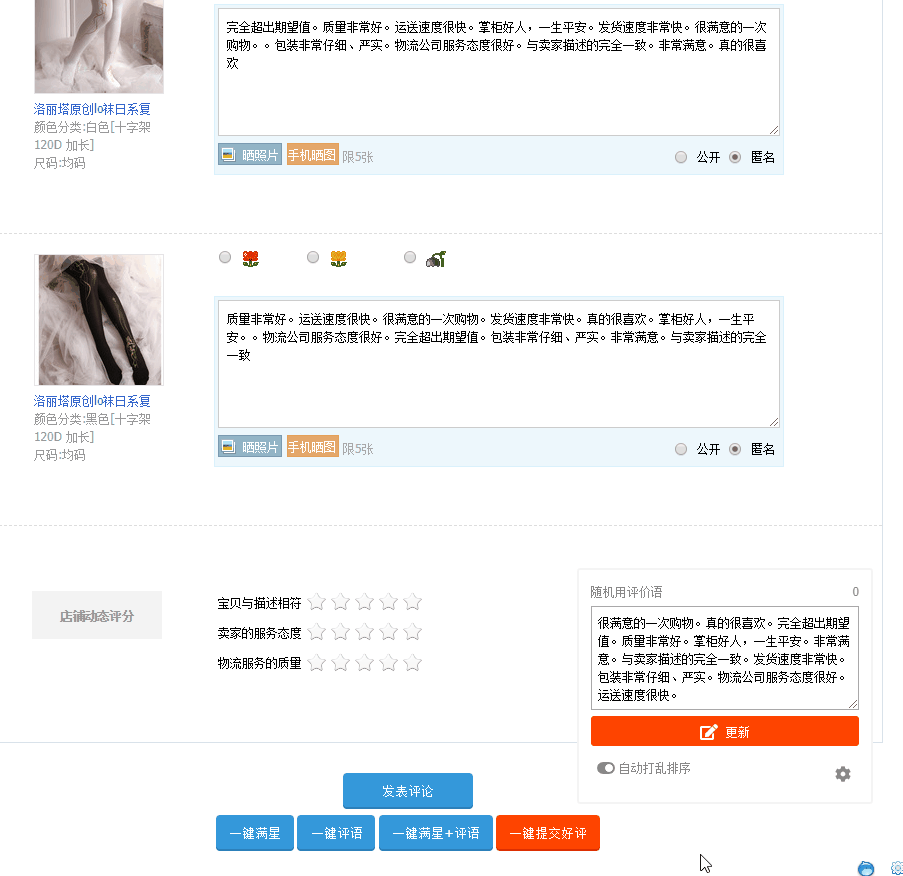 完全超出期望值。质量非常好。运送速度很快。掌柜好人，一生平安。发货速度非常快。很满意的一次
购物。。包装非常仔细、严实。物流公司服务态度很好。与卖家描述的完全一致。非常满意。真的很喜
欢
洛丽塔原创lo袜日系复
颜色分类:白色[十字架
120D 加长]
尺码:均码
晒照片 手机晒图 限5张 公开 匿名
质量非常好。运送速度很快。很满意的一次购物。发货速度非常快。真的很喜欢。掌柜好人，一生平
安。。物流公司服务态度很好。完全超出期望值。包装非常仔细、严实。非常满意。与卖家描述的完全
一致
洛丽塔原创lo袜日系复
颜色分类:黑色[十字架
120D 加长]
尺码:均码
晒照片 手机晒图 限5张 公开 匿名
店铺动态评分
宝贝与描述相符
卖家的服务态度
物流服务的质量
随机用评价语 0
很满意的一次购物。真的很喜欢。完全超出期望
值。质量非常好。掌柜好人，一生平安。非常满
意。与卖家描述的完全一致。发货速度非常快。
包装非常仔细、严实。物流公司服务态度很好。
运送速度很快。
更新
自动打乱排序
发表评论
一键满星 一键评语 一键满星+评语 一键提交好评